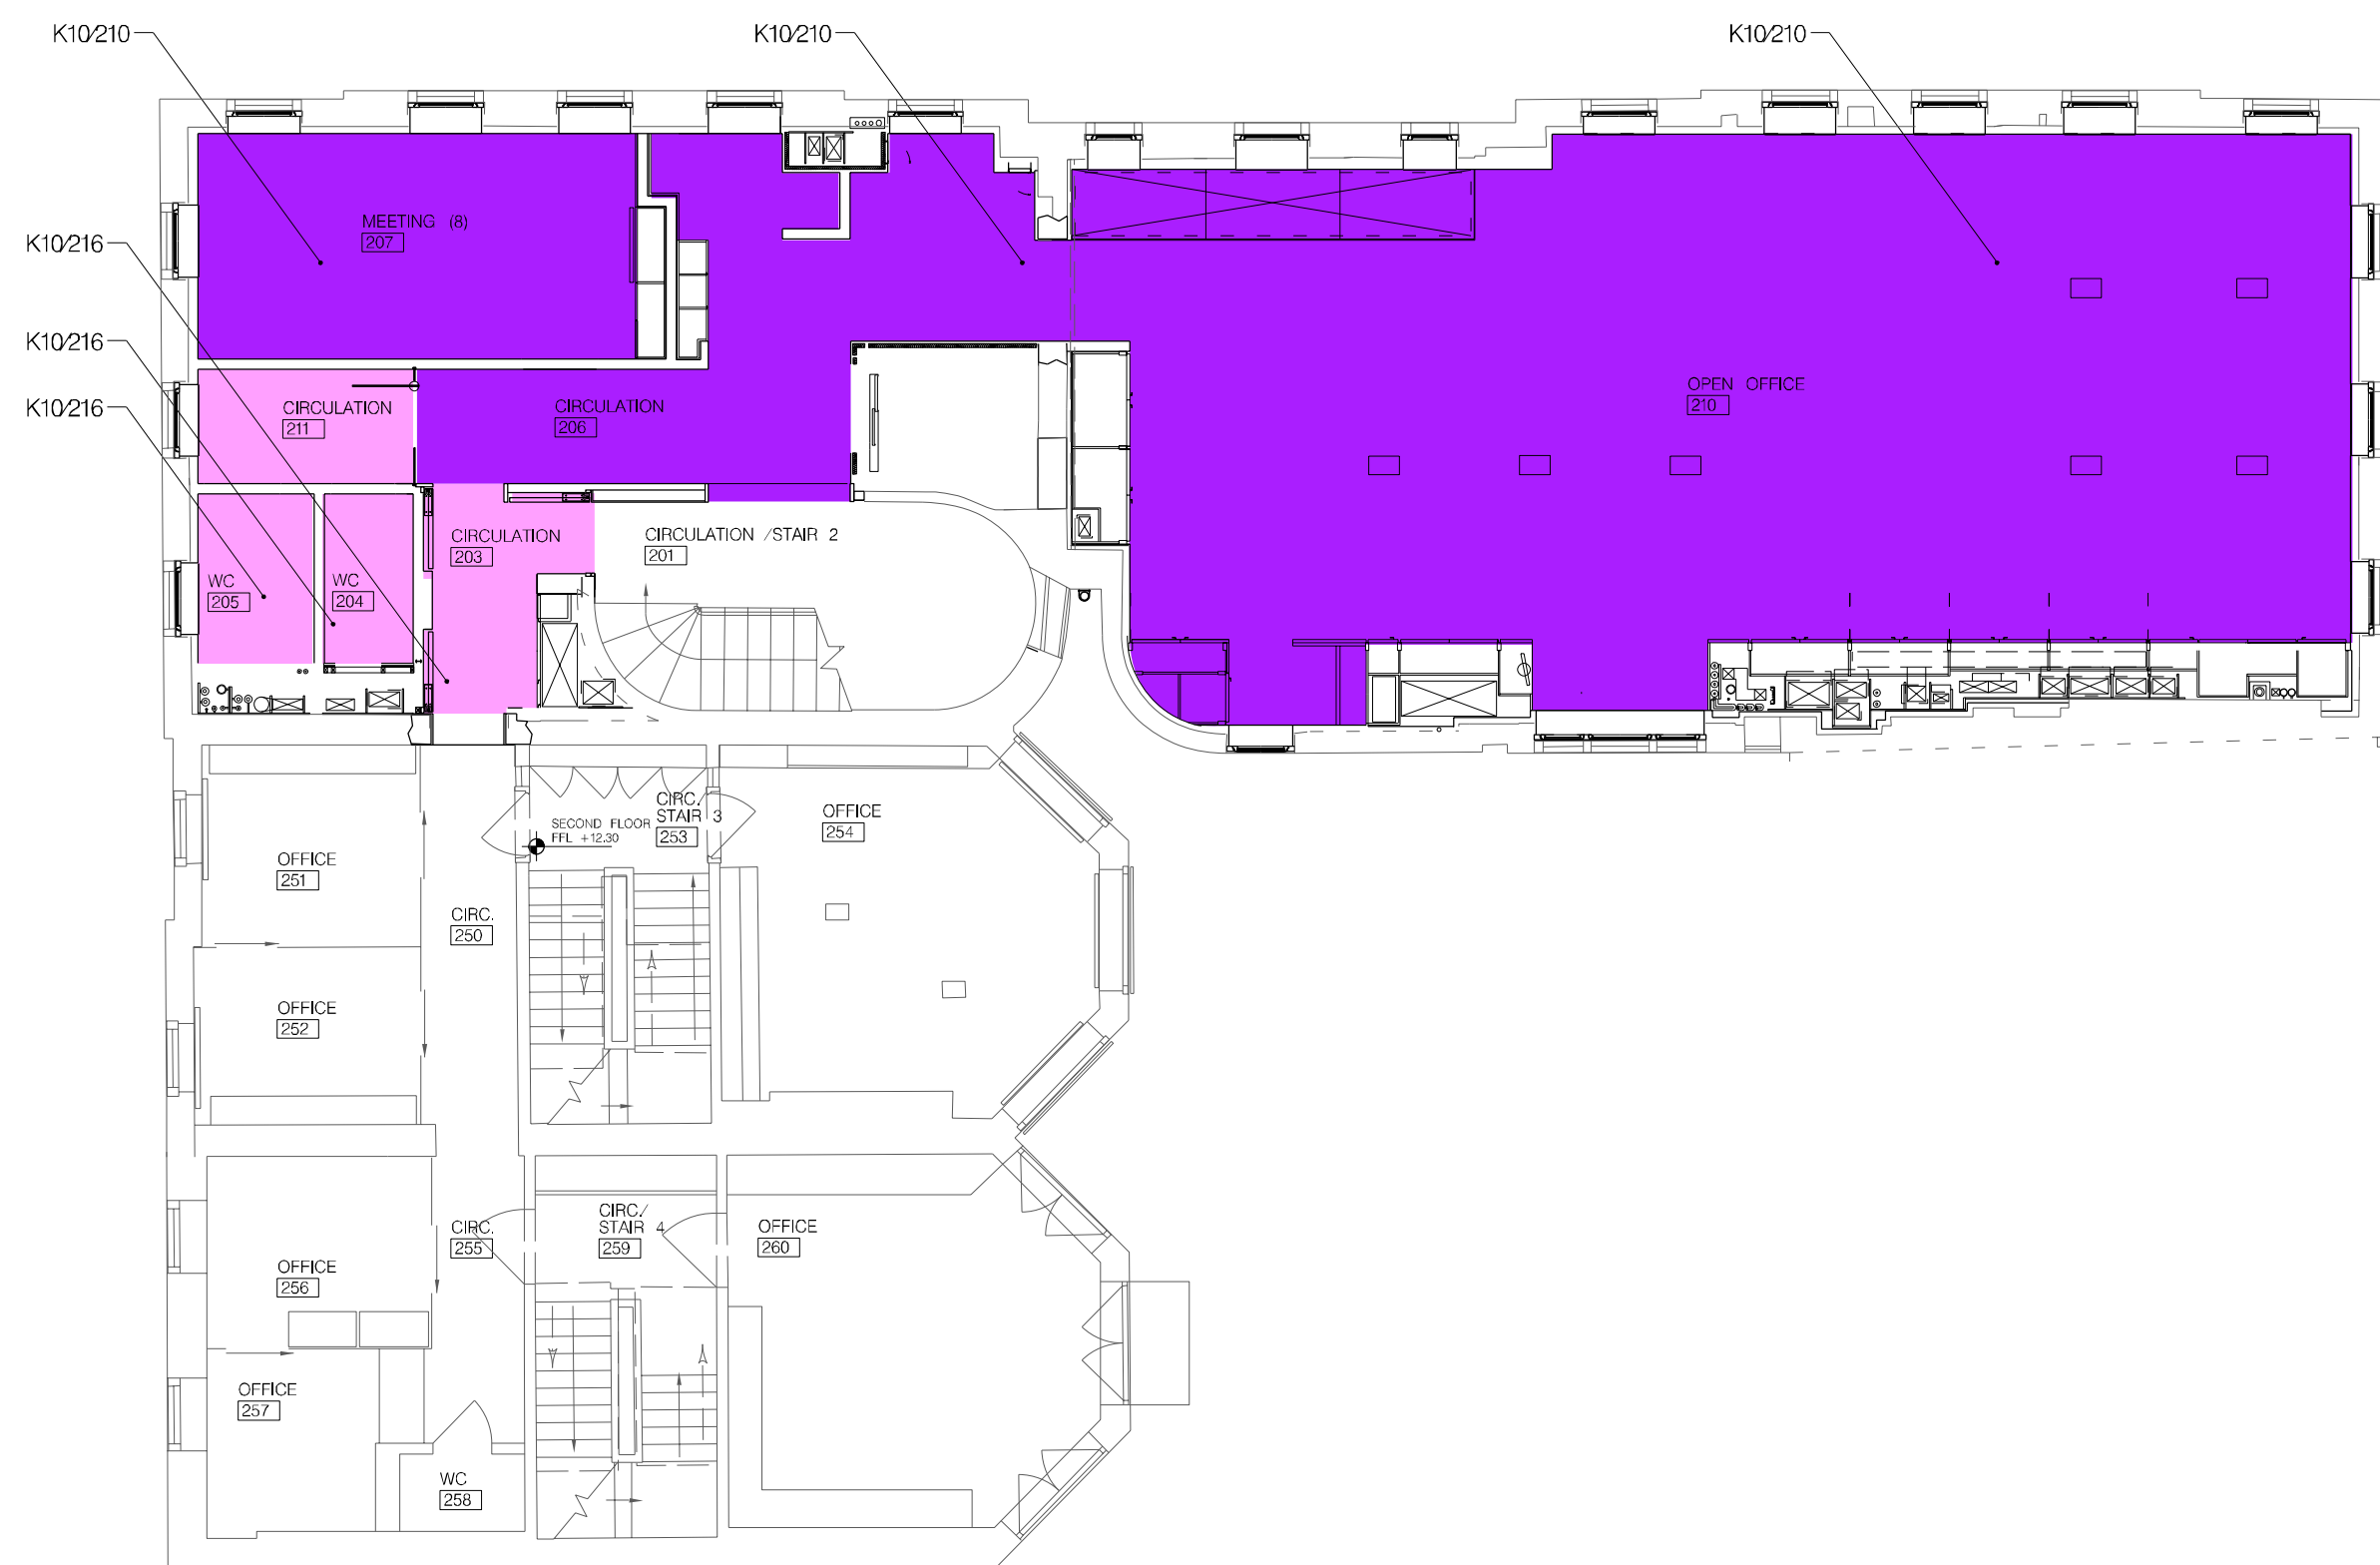 K10/210
K10/210
K10/210
MEETING (8)
207
K10/216
K10/216
K10/216
CIRCULATION
211
CIRCULATION
206
OPEN OFFICE
210
CIRCULATION
203
CIRCULATION /STAIR 2
201
WC
205
WC
204
CIRC./
STAIR 3
253
SECOND FLOOR
FFL +12.30
OFFICE
254
OFFICE
251
CIRC.
250
OFFICE
252
CIRC.
255
CIRC./
STAIR 4
259
OFFICE
260
OFFICE
256
OFFICE
257
WC
258